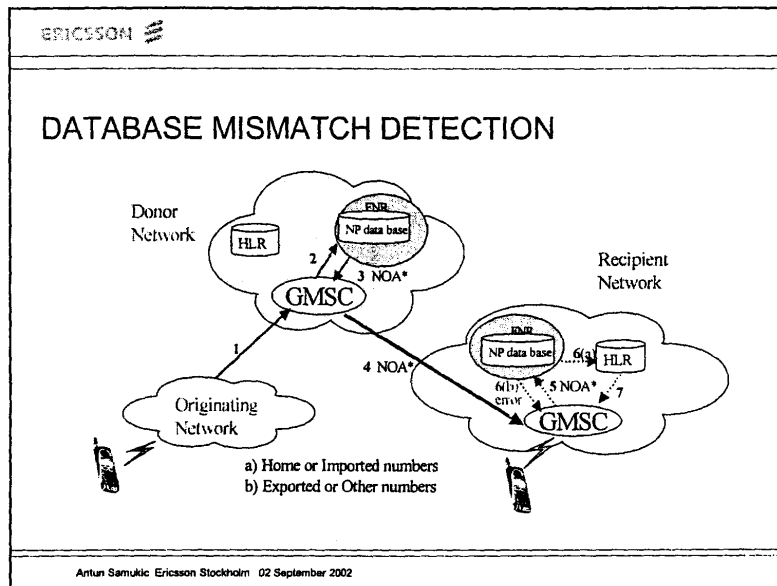 ERICSSON
DATABASE MISMATCH DETECTION
Donor
Network
HLR
FNR
NP data base
2
3 NOA*
GMSC
1
Originating
Network
4 NOA*
Recipient
Network
FNR
NP data base
6(a)
HLR
6(b)
error
5 NOA*
7
GMSC
a) Home or Imported numbers
b) Exported or Other numbers
Antun Samukic Ericsson Stockholm 02 September 2002